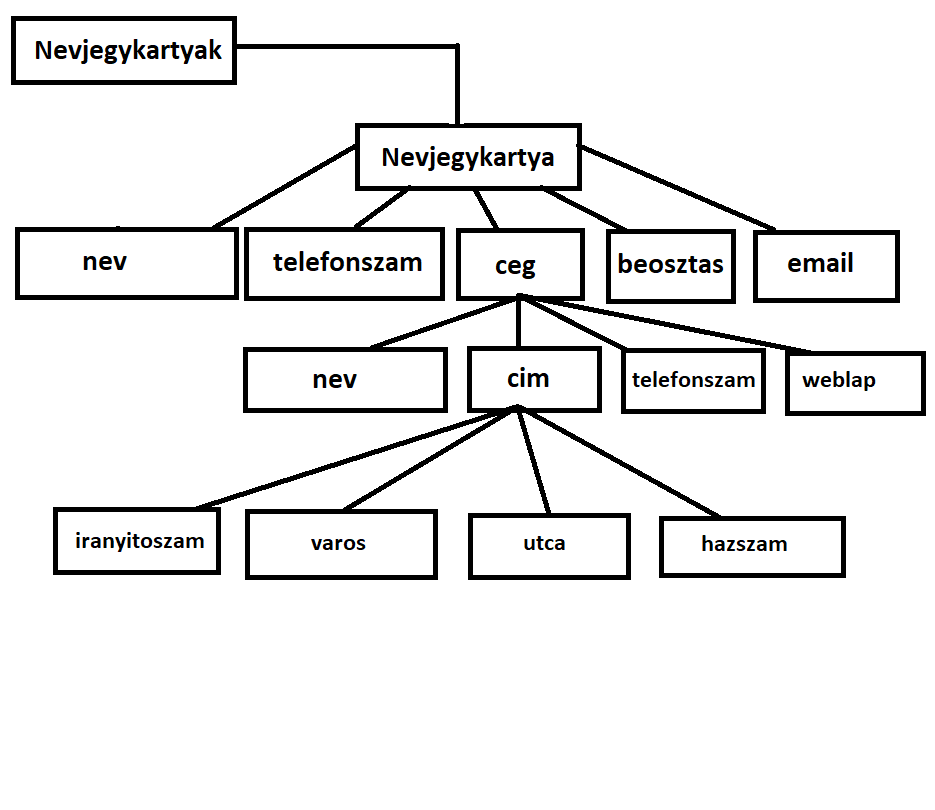 Nevjegykartyak
Nevjegykartya
nev
telefonszam
ceg
beosztas
email
nev
cim
telefonszam
weblap
iranyitoszam
varos
utca
hazszam